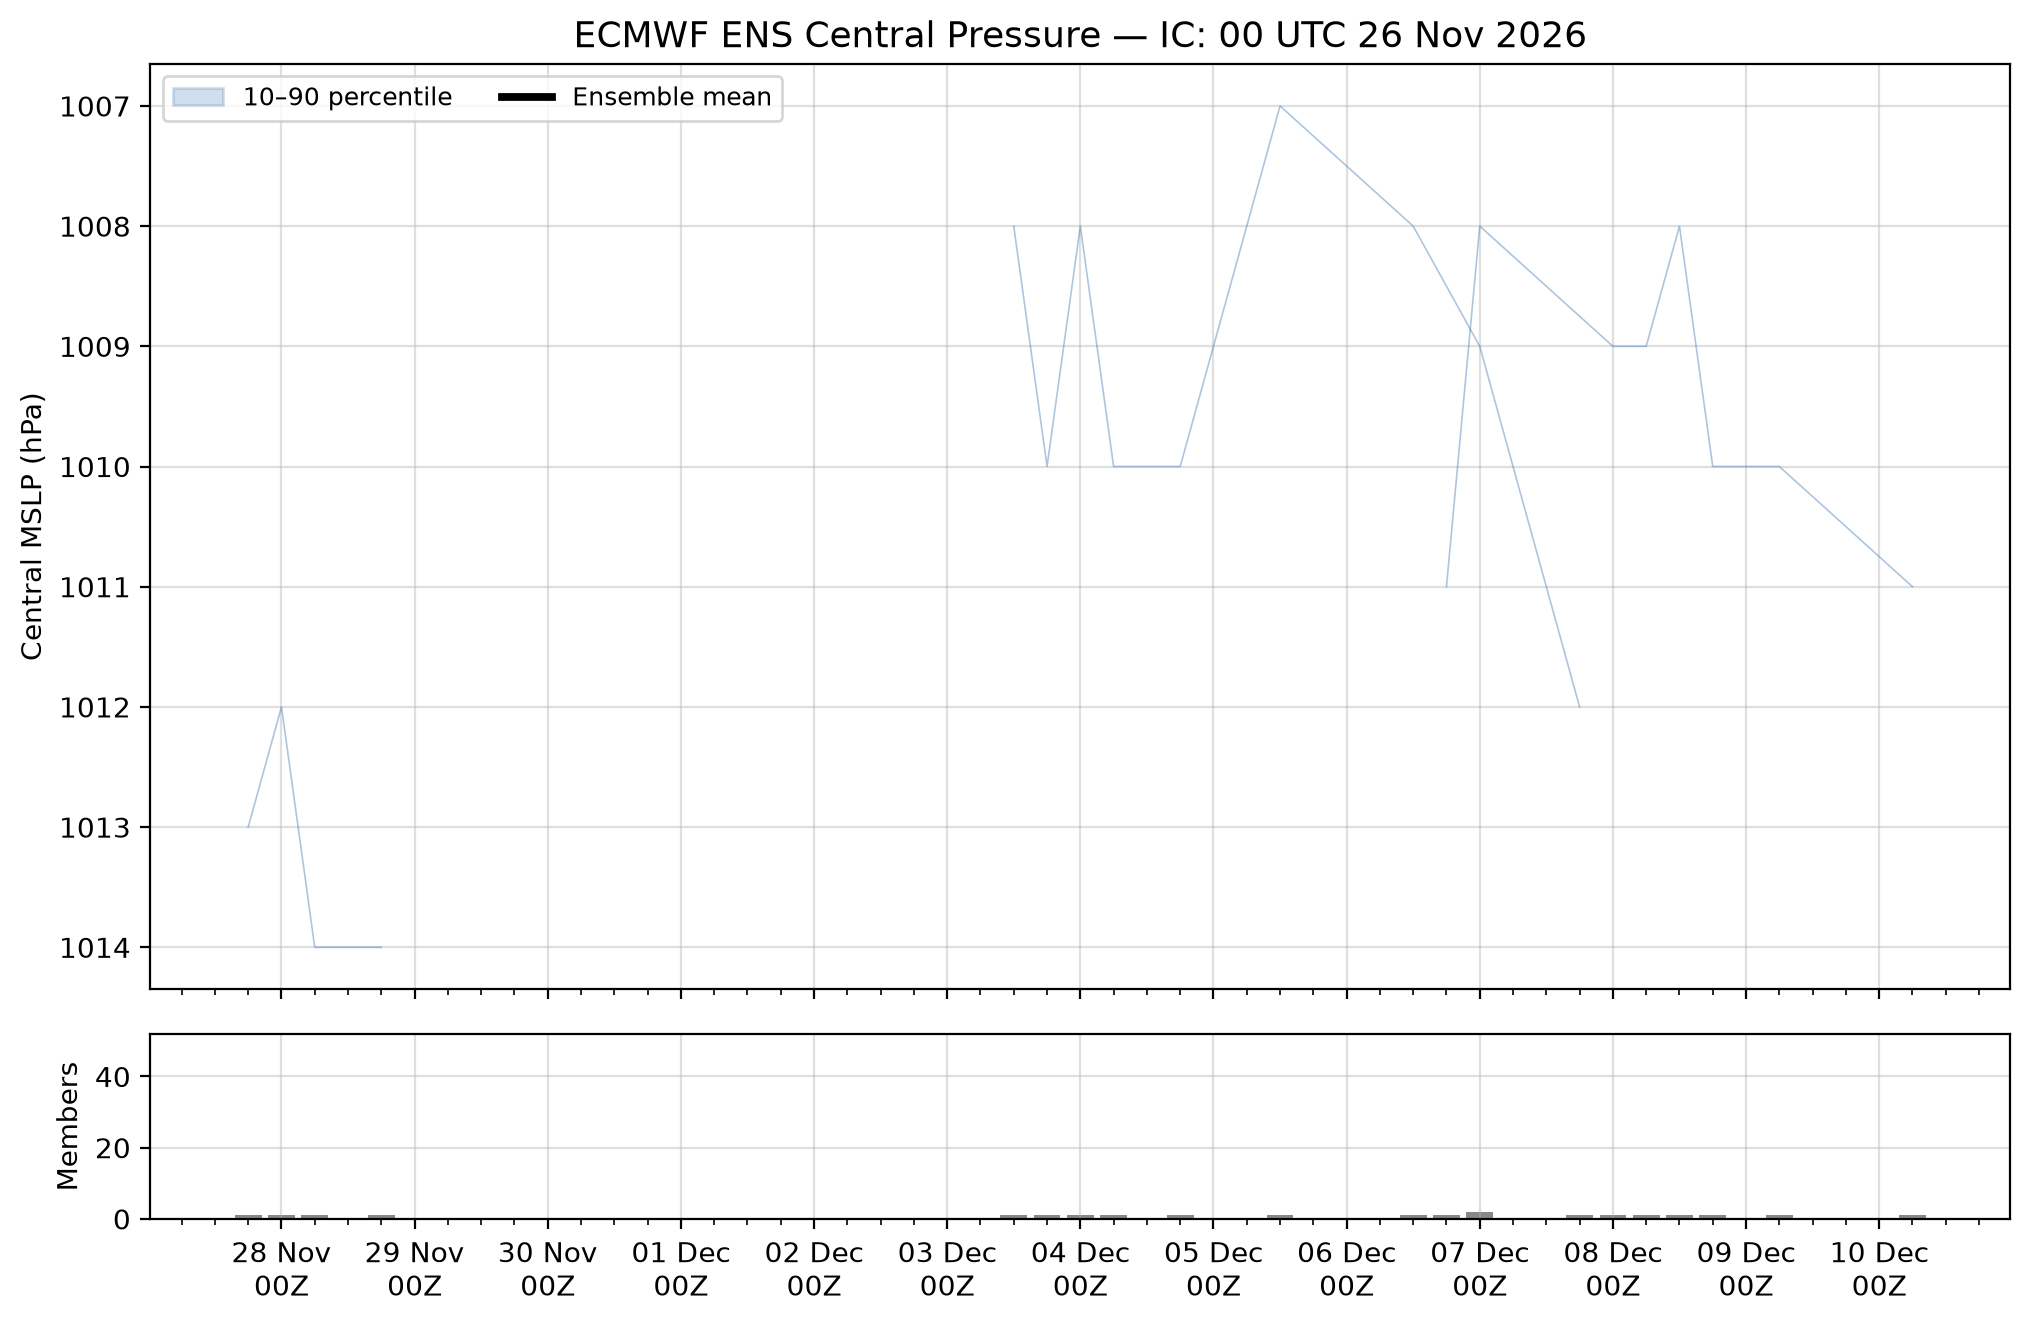 ECMWF ENS Central Pressure — IC: 00 UTC 26 Nov 2026
10–90 percentile
Ensemble mean
Central MSLP (hPa)
1007
1008
1009
1010
1011
1012
1013
1014
Members
40
20
0
28 Nov
00Z
29 Nov
00Z
30 Nov
00Z
01 Dec
00Z
02 Dec
00Z
03 Dec
00Z
04 Dec
00Z
05 Dec
00Z
06 Dec
00Z
07 Dec
00Z
08 Dec
00Z
09 Dec
00Z
10 Dec
00Z